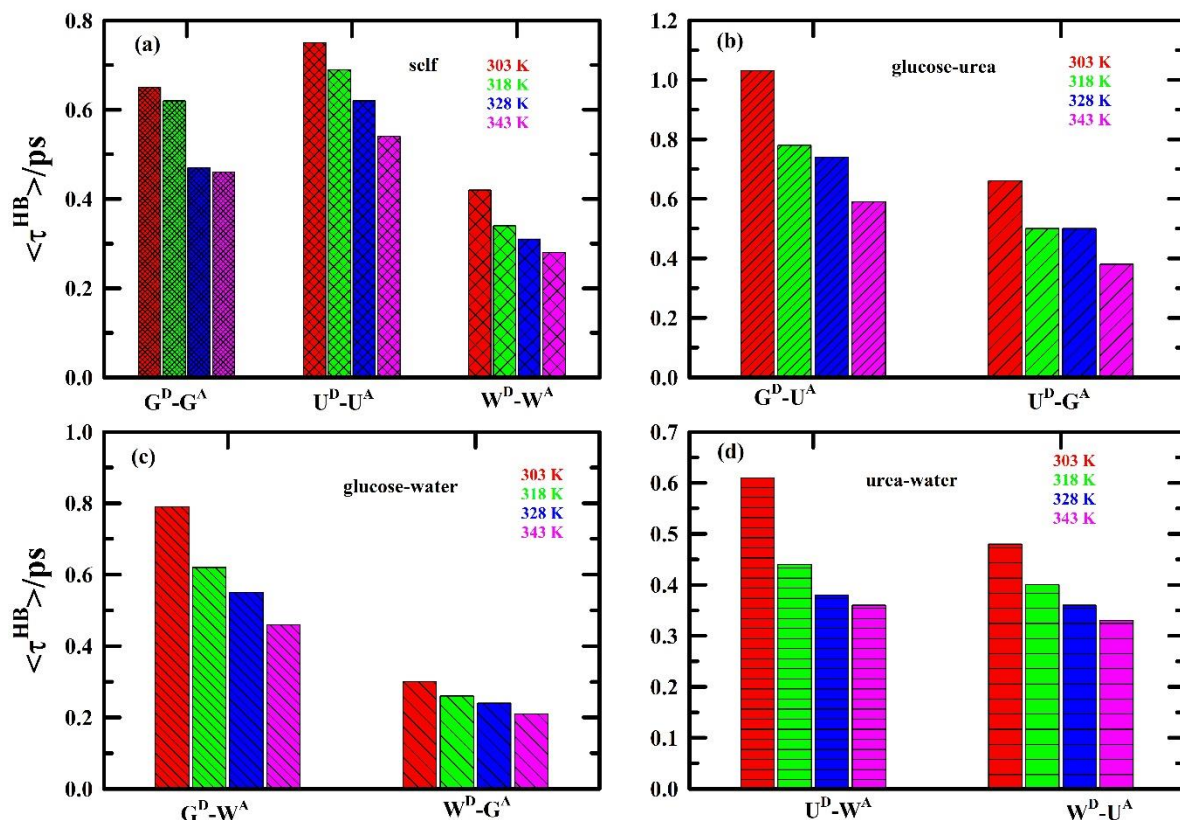 (a)
self
303 K
318 K
328 K
343 K
0.8
0.6
0.4
0.2
0.0
<τ^HB>/ps
G^D-G^A
U^D-U^A
W^D-W^A
(b)
glucose-urea
303 K
318 K
328 K
343 K
1.2
1.0
0.8
0.6
0.4
0.2
0.0
G^D-U^A
U^D-G^A
(c)
glucose-water
303 K
318 K
328 K
343 K
1.0
0.8
0.6
0.4
0.2
0.0
<τ^HB>/ps
G^D-W^A
W^D-G^A
(d)
urea-water
303 K
318 K
328 K
343 K
0.7
0.6
0.5
0.4
0.3
0.2
0.1
0.0
U^D-W^A
W^D-U^A